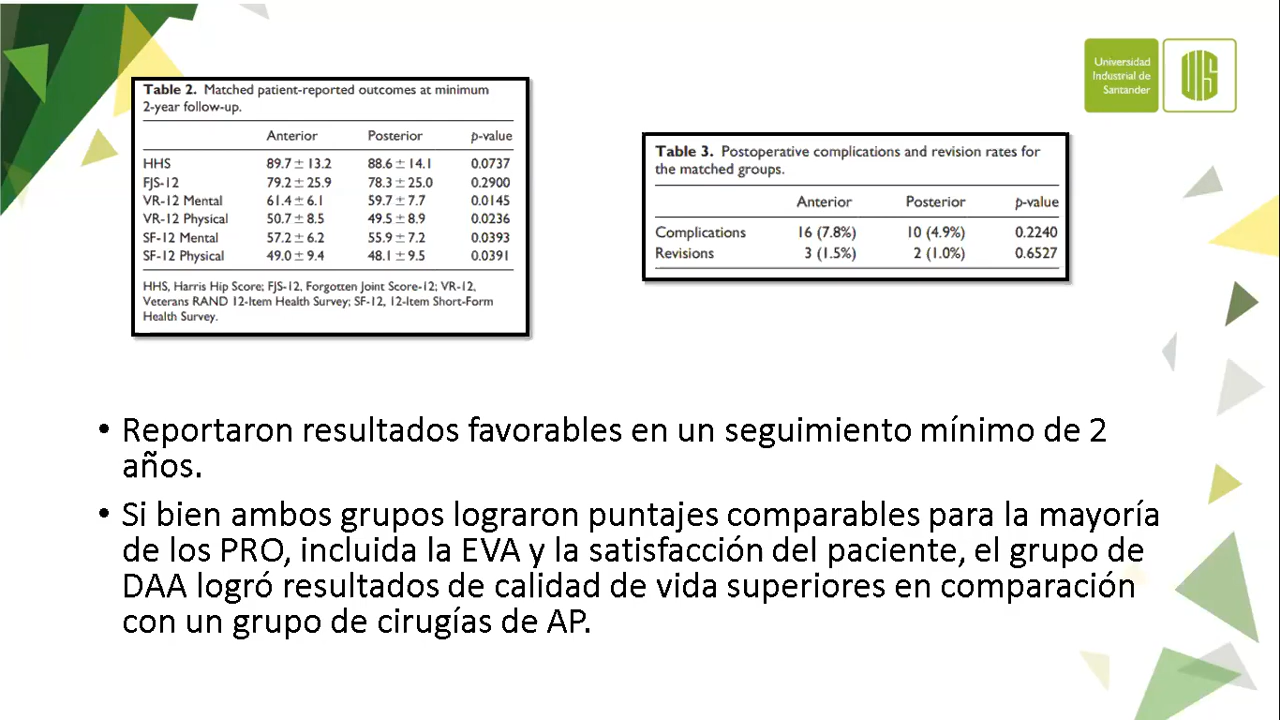 Universidad
Industrial de
Santander
UIS
Table 2. Matched patient-reported outcomes at minimum
2-year follow-up.
Anterior Posterior p-value
HHS 89.7 ± 13.2 88.6 ± 14.1 0.0737
FJS-12 79.2 ± 25.9 78.3 ± 25.0 0.2900
VR-12 Mental 61.4 ± 6.1 59.7 ± 7.7 0.0145
VR-12 Physical 50.7 ± 8.5 49.5 ± 8.9 0.0236
SF-12 Mental 57.2 ± 6.2 55.9 ± 7.2 0.0393
SF-12 Physical 49.0 ± 9.4 48.1 ± 9.5 0.0391
HHS, Harris Hip Score; FJS-12, Forgotten Joint Score-12; VR-12,
Veterans RAND 12-Item Health Survey; SF-12, 12-Item Short-Form
Health Survey.
Table 3. Postoperative complications and revision rates for
the matched groups.
Anterior Posterior p-value
Complications 16 (7.8%) 10 (4.9%) 0.2240
Revisions 3 (1.5%) 2 (1.0%) 0.6527
• Reportaron resultados favorables en un seguimiento mínimo de 2
años.
• Si bien ambos grupos lograron puntajes comparables para la mayoría
de los PRO, incluida la EVA y la satisfacción del paciente, el grupo de
DAA logró resultados de calidad de vida superiores en comparación
con un grupo de cirugías de AP.